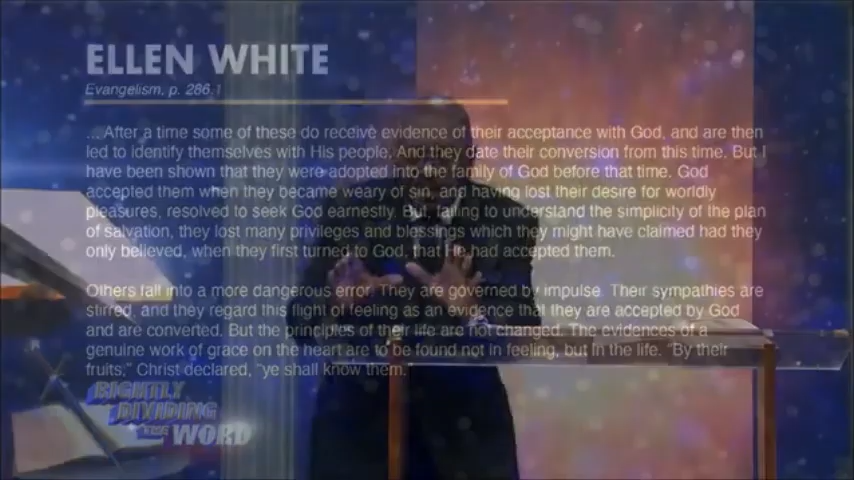 ELLEN WHITE
Evangelism, p. 286.1
... After a time some of these do receive evidence of their acceptance with God, and are then
led to identify themselves with His people. And they date their conversion from this time. But I
have been shown that they were adopted into the family of God before that time. God
accepted them when they became weary of sin, and having lost their desire for worldly
pleasures, resolved to seek God earnestly. But failing to understand the simplicity of the plan
of salvation, they lost many privileges and blessings which they might have claimed had they
only believed, when they first turned to God, that He had accepted them.
Others fall into a more dangerous error. They are governed by impulse. Their sympathies are
stirred, and they regard this flight of feeling as an evidence that they are accepted by God
and are converted. But the principles of their life are not changed. The evidences of a
genuine work of grace on the heart are to be found not in feeling, but in the life. "By their
fruits," Christ declared, "ye shall know them."
RIGHTLY
DIVIDING
THE WORD